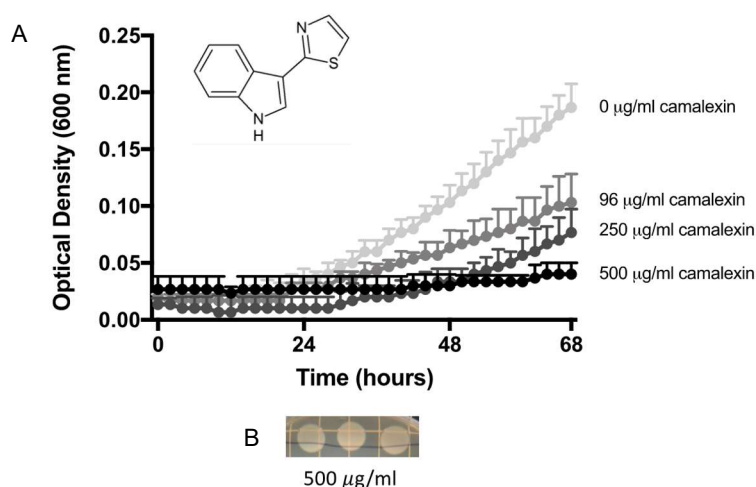 A
Optical Density (600 nm)
0.25
0.20
0.15
0.10
0.05
0.00
N
S
N
H
0 μg/ml camalexin
96 μg/ml camalexin
250 μg/ml camalexin
500 μg/ml camalexin
0
24
48
68
Time (hours)
B
500 μg/ml